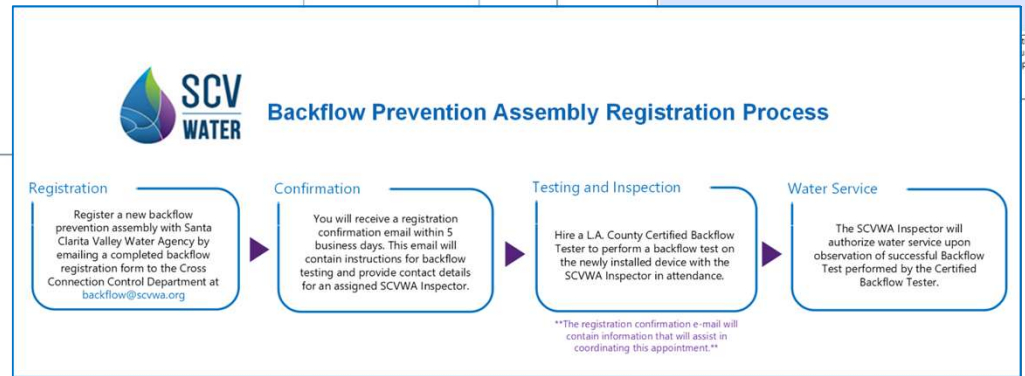 SCV
WATER
Backflow Prevention Assembly Registration Process
Registration
Register a new backflow
prevention assembly with Santa
Clarita Valley Water Agency by
emailing a completed backflow
registration form to the Cross
Connection Control Department at
backflow@scvwa.org
Confirmation
You will receive a registration
confirmation email within 5
business days. This email will
contain instructions for backflow
testing and provide contact details
for an assigned SCVWA Inspector.
Testing and Inspection
Hire a L.A. County Certified Backflow
Tester to perform a backflow test on
the newly installed device with the
SCVWA Inspector in attendance.
**The registration confirmation e-mail will
contain information that will assist in
coordinating this appointment.**
Water Service
The SCVWA Inspector will
authorize water service upon
observation of successful Backflow
Test performed by the Certified
Backflow Tester.